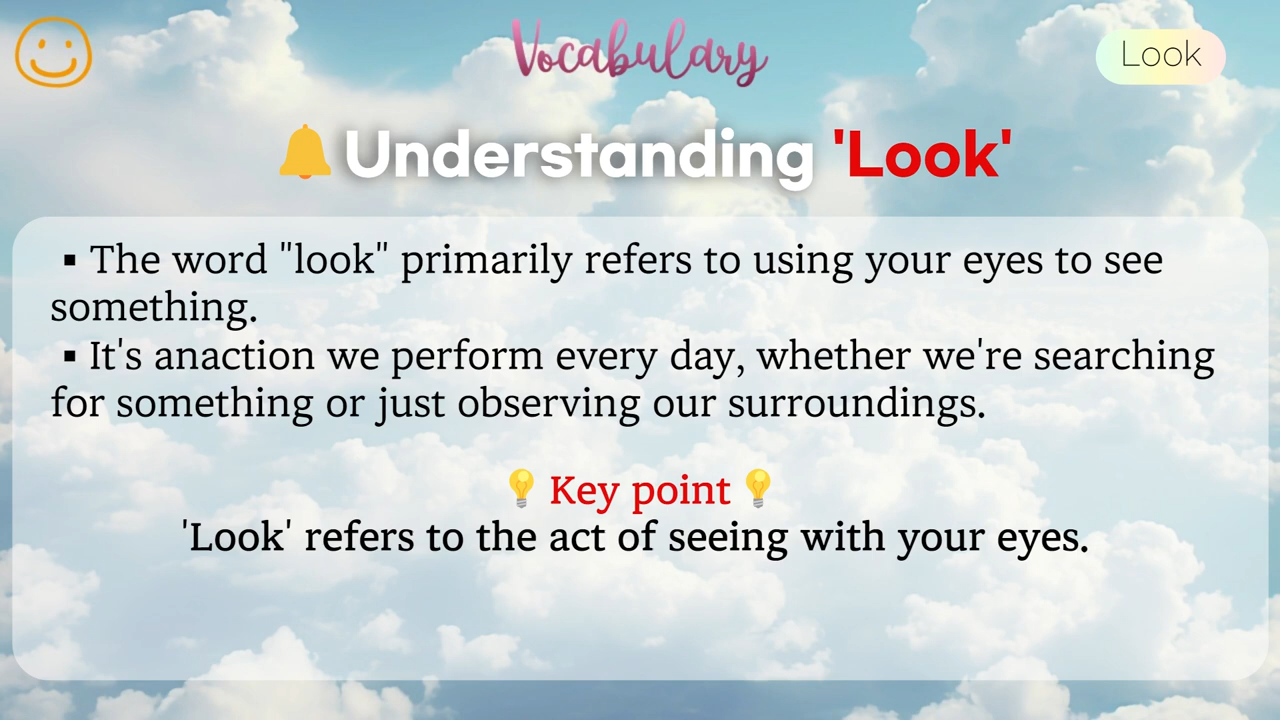 Vocabulary
Look
Understanding 'Look'
▪ The word "look" primarily refers to using your eyes to see
something.
▪ It's anaction we perform every day, whether we're searching
for something or just observing our surroundings.
Key point
'Look' refers to the act of seeing with your eyes.